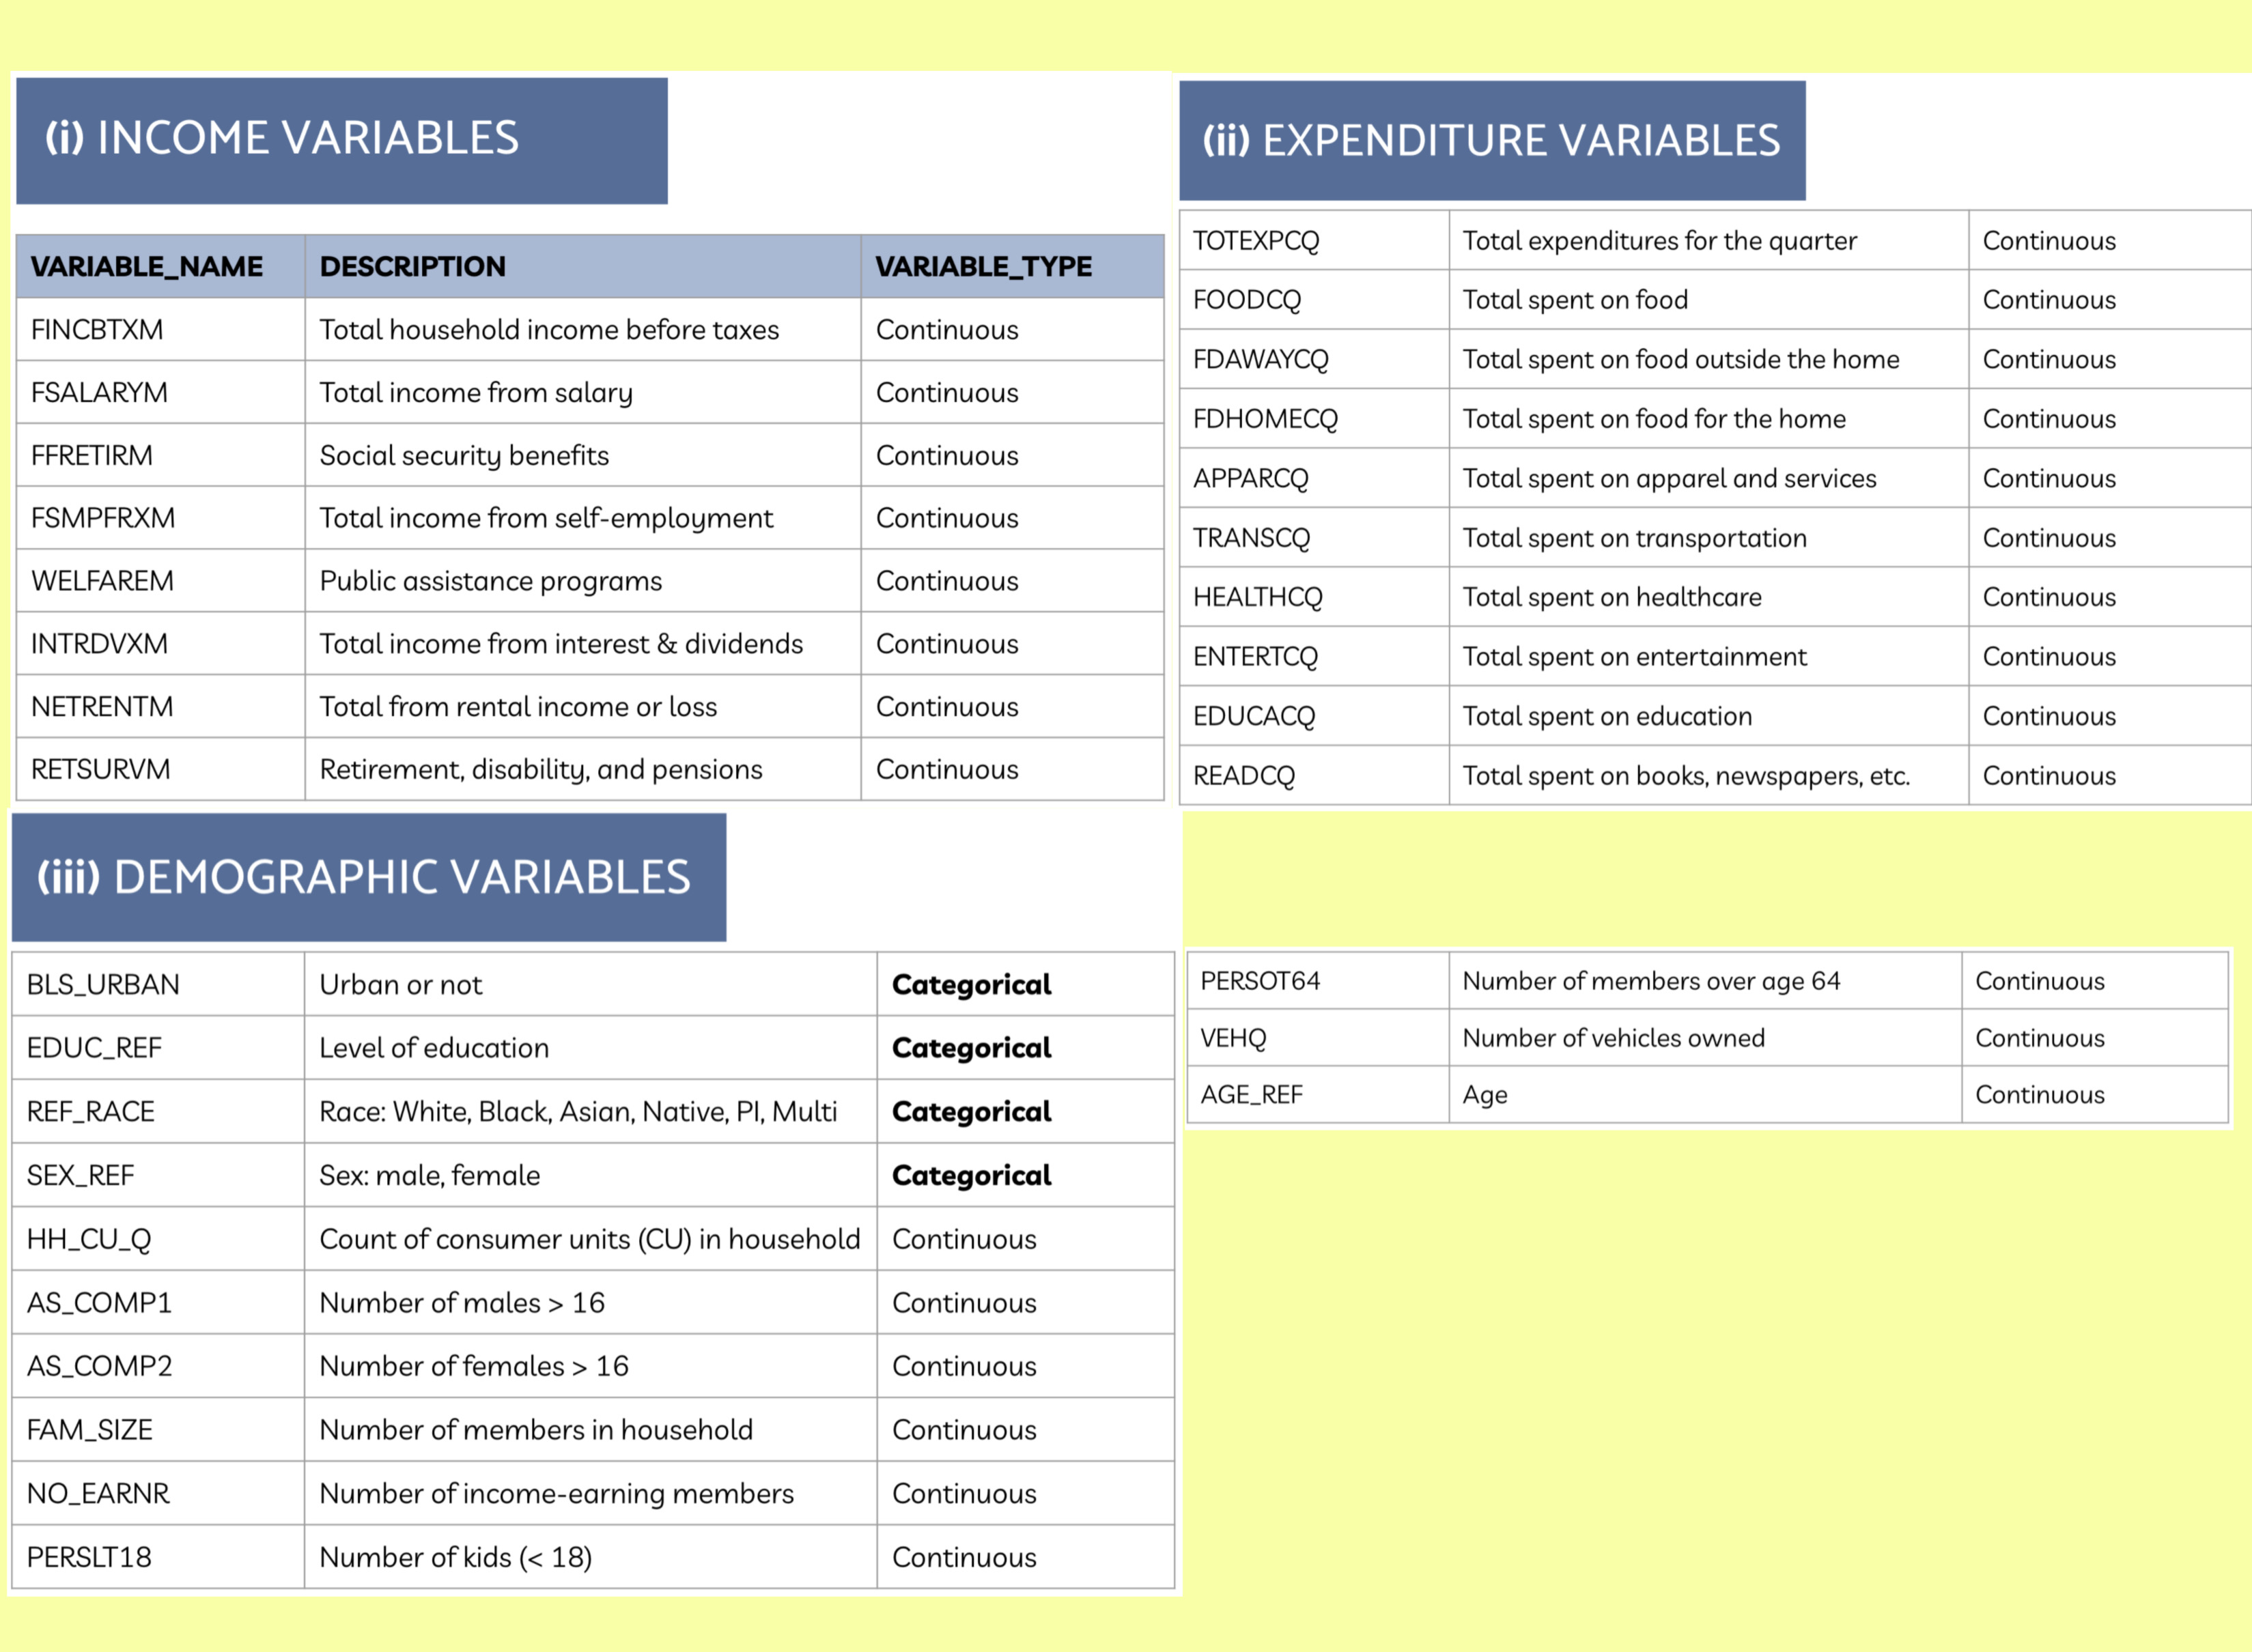 (i) INCOME VARIABLES
VARIABLE_NAME DESCRIPTION VARIABLE_TYPE
FINCBTXM Total household income before taxes Continuous
FSALARYM Total income from salary Continuous
FFRETIRM Social security benefits Continuous
FSMPFRXM Total income from self-employment Continuous
WELFAREM Public assistance programs Continuous
INTRDVXM Total income from interest & dividends Continuous
NETRENTM Total from rental income or loss Continuous
RETSURVM Retirement, disability, and pensions Continuous
(ii) EXPENDITURE VARIABLES
TOTEXPCQ Total expenditures for the quarter Continuous
FOODCQ Total spent on food Continuous
FDAWAYCQ Total spent on food outside the home Continuous
FDHOMECQ Total spent on food for the home Continuous
APPARCQ Total spent on apparel and services Continuous
TRANSCQ Total spent on transportation Continuous
HEALTHCQ Total spent on healthcare Continuous
ENTERTCQ Total spent on entertainment Continuous
EDUCACQ Total spent on education Continuous
READCQ Total spent on books, newspapers, etc. Continuous
(iii) DEMOGRAPHIC VARIABLES
BLS_URBAN Urban or not Categorical
EDUC_REF Level of education Categorical
REF_RACE Race: White, Black, Asian, Native, PI, Multi Categorical
SEX_REF Sex: male, female Categorical
HH_CU_Q Count of consumer units (CU) in household Continuous
AS_COMP1 Number of males > 16 Continuous
AS_COMP2 Number of females > 16 Continuous
FAM_SIZE Number of members in household Continuous
NO_EARNR Number of income-earning members Continuous
PERSLT18 Number of kids (< 18) Continuous
PERSOT64 Number of members over age 64 Continuous
VEHQ Number of vehicles owned Continuous
AGE_REF Age Continuous